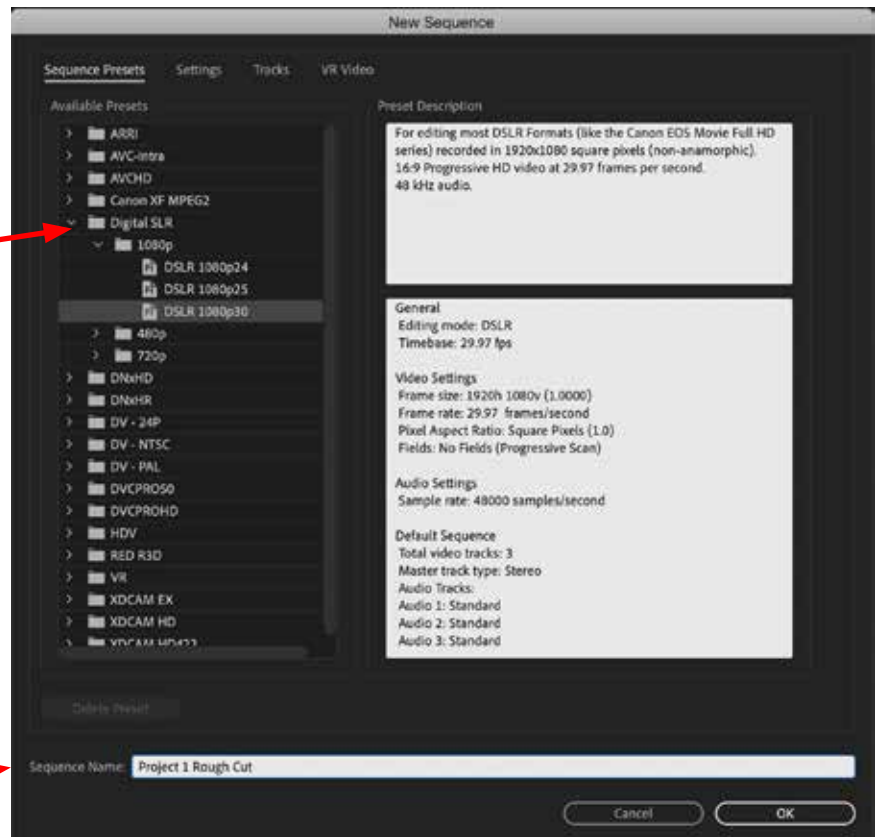 New Sequence
Sequence Presets Settings Tracks VR Video
Available Presets
ARRI
AVC-Intra
AVCHD
Canon XF MPEG2
Digital SLR
1080p
DSLR 1080p24
DSLR 1080p25
DSLR 1080p30
480p
720p
DNxHD
DNxHR
DV - 24P
DV - NTSC
DV - PAL
DVCPRO50
DVCPROHD
HDV
RED R3D
VR
XDCAM EX
XDCAM HD
XDCAM HD422
Preset Description
For editing most DSLR Formats (like the Canon EOS Movie Full HD
series) recorded in 1920x1080 square pixels (non-anamorphic).
16:9 Progressive HD video at 29.97 frames per second.
48 kHz audio.
General
Editing mode: DSLR
Timebase: 29.97 fps
Video Settings
Frame size: 1920h 1080v (1.0000)
Frame rate: 29.97 frames/second
Pixel Aspect Ratio: Square Pixels (1.0)
Fields: No Fields (Progressive Scan)
Audio Settings
Sample rate: 48000 samples/second
Default Sequence
Total video tracks: 3
Master track type: Stereo
Audio Tracks:
Audio 1: Standard
Audio 2: Standard
Audio 3: Standard
Delete Preset
Sequence Name: Project 1 Rough Cut
Cancel OK